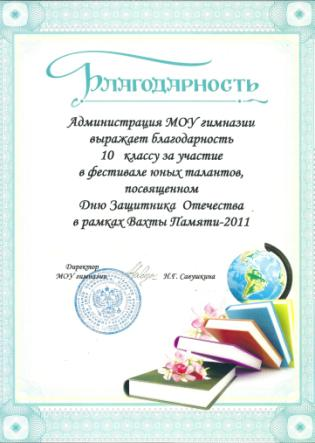 Благодарность
Администрация МОУ гимназии
выражает благодарность
10 классу за участие
в фестивале юных талантов,
посвященном
Дню Защитника Отечества
в рамках Вахты Памяти-2011
Директор
МОУ гимназии
Н.Г. Савушкина